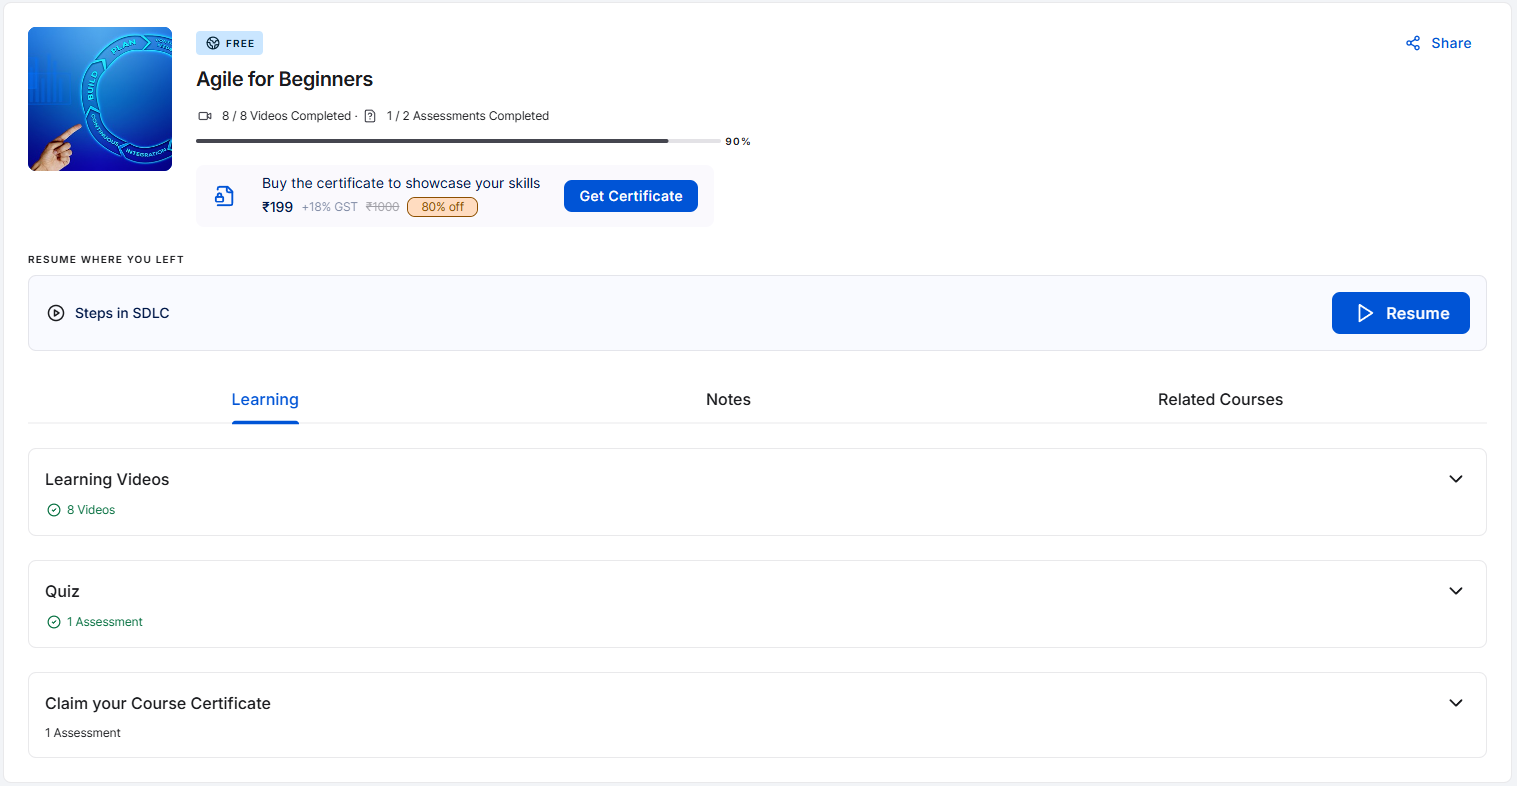 PLAN
BUILD
CONTINUOUS
INTEGRATION
FREE
Share
Agile for Beginners
8 / 8 Videos Completed · 1 / 2 Assessments Completed
90%
Buy the certificate to showcase your skills
₹199 +18% GST ₹1000 80% off
Get Certificate
RESUME WHERE YOU LEFT
Steps in SDLC
Resume
Learning
Notes
Related Courses
Learning Videos
8 Videos
Quiz
1 Assessment
Claim your Course Certificate
1 Assessment